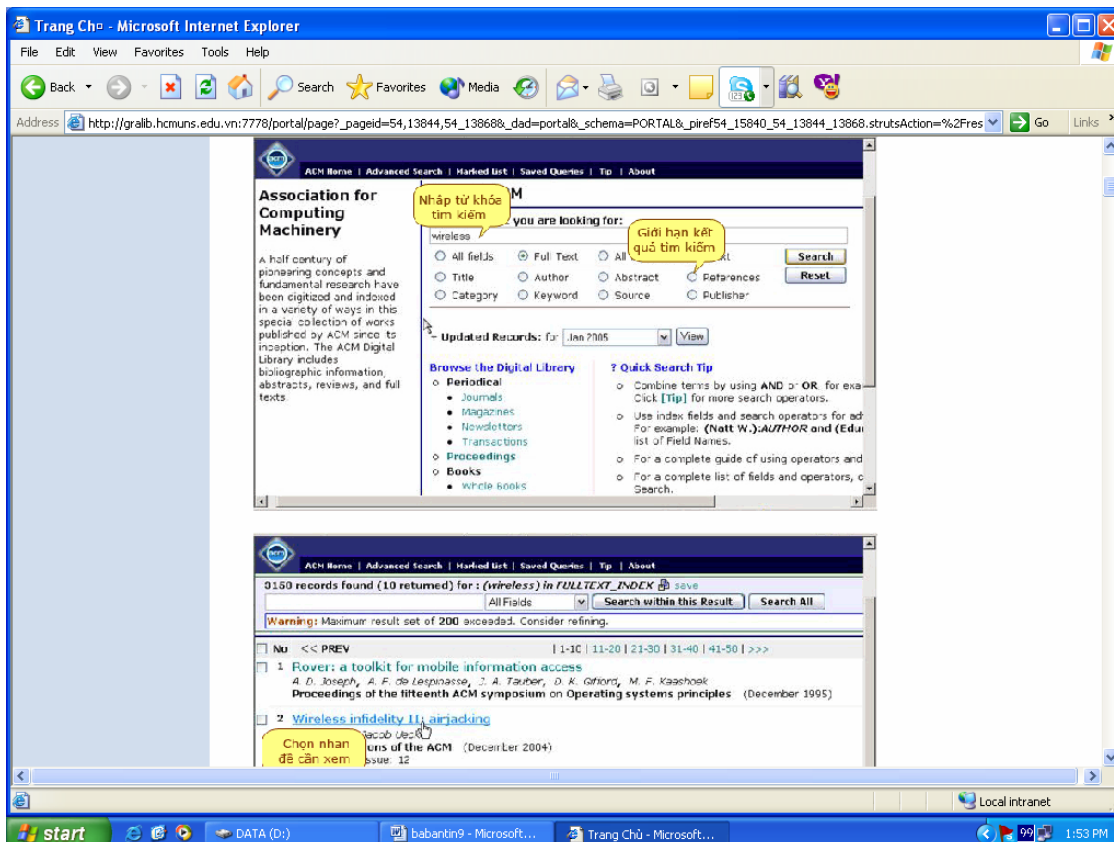 Trang Chủ - Microsoft Internet Explorer
File Edit View Favorites Tools Help
Back Search Favorites Media
Address http://gralib.hcmuns.edu.vn:7778/portal/page?_pageid=54,13844,54_13868&_dad=portal&_schema=PORTAL&_piref54_15840_54_13844_13868.strutsAction=%2Fres Go Links
acm
ACM Home | Advanced Search | Marked List | Saved Queries | Tip | About
Association for
Computing
Machinery
A half century of
pioneering concepts and
fundamental research have
been digitized and indexed
in a variety of ways in this
special collection of works
published by ACM since its
inception. The ACM Digital
Library includes
bibliographic information,
abstracts, reviews, and full
texts.
M
Nhập từ khóa
tìm kiếm
you are looking for:
wireless
Giới hạn kết
quả tìm kiếm
All fields Full Text All Search
Title Author Abstract References Reset
Category Keyword Source Publisher
- Updated Records: for Jan 2005 View
Browse the Digital Library
Periodical
Journals
Magazines
Newsletters
Transactions
Proceedings
Books
Whole Books
? Quick Search Tip
Combine terms by using AND or OR, for exa
Click [Tip] for more search operators.
Use index fields and search operators for ad
For example: (Natt W.):AUTHOR and (Edu
list of Field Names.
For a complete guide of using operators and
For a complete list of fields and operators, c
Search.
acm
ACM Home | Advanced Search | Marked List | Saved Queries | Tip | About
3150 records found (10 returned) for : (wireless) in FULLTEXT_INDEX save
All Fields Search within this Result Search All
Warning: Maximum result set of 200 exceeded. Consider refining.
No << PREV | 1-10 | 11-20 | 21-30 | 31-40 | 41-50 | >>>
1 Rover: a toolkit for mobile information access
A. D. Joseph, A. F. de Lespinasse, J. A. Tauber, D. K. Gifford, M. F. Kaashoek
Proceedings of the fifteenth ACM symposium on Operating systems principles (December 1995)
2 Wireless infidelity II: airjacking
Jacob
Chọn nhan
đề cần xem
ons of the ACM (December 2004)
ssue: 12
Local intranet
start DATA (D:) babantin9 - Microsoft... Trang Chủ - Microsoft... 99 1:53 PM